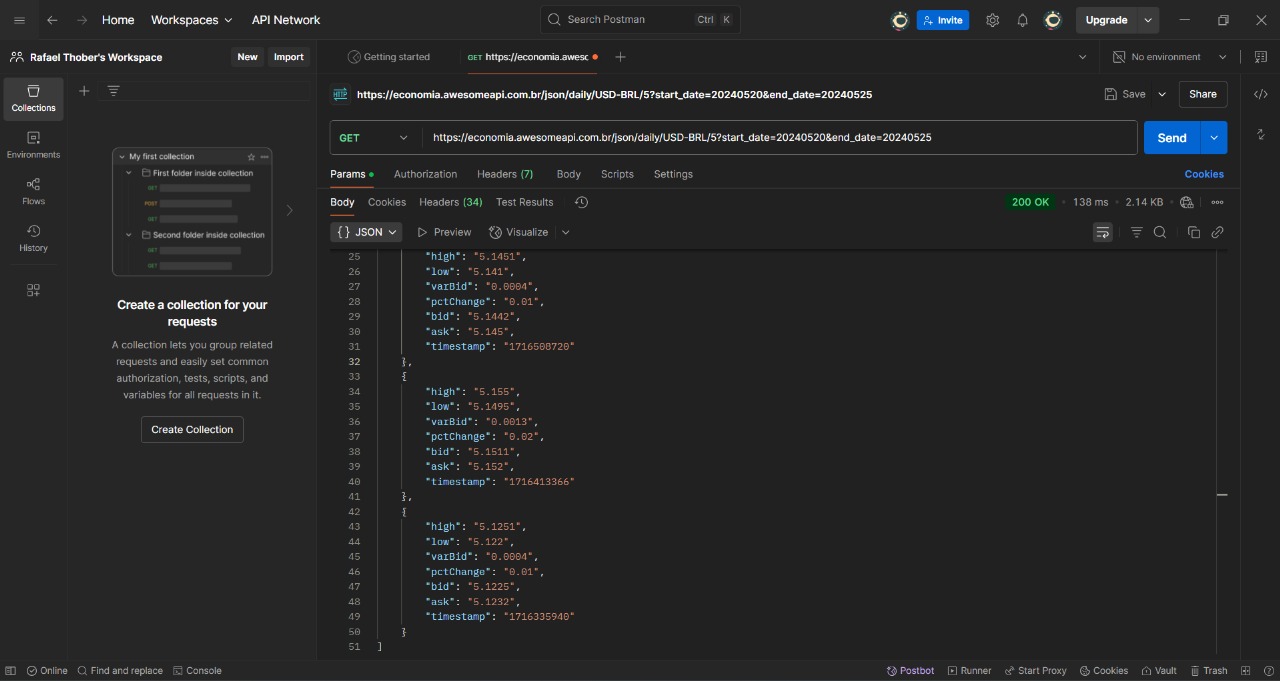 Home Workspaces API Network Search Postman Ctrl K Invite Upgrade
Rafael Thober's Workspace New Import Getting started GET https://economia.awesc No environment
Collections
Environments
Flows
History
My first collection
First folder inside collection
GET
POST
GET
Second folder inside collection
GET
GET
Create a collection for your
requests
A collection lets you group related
requests and easily set common
authorization, tests, scripts, and
variables for all requests in it.
Create Collection
HTTP https://economia.awesomeapi.com.br/json/daily/USD-BRL/5?start_date=20240520&end_date=20240525 Save Share
GET https://economia.awesomeapi.com.br/json/daily/USD-BRL/5?start_date=20240520&end_date=20240525 Send
Params Authorization Headers (7) Body Scripts Settings Cookies
Body Cookies Headers (34) Test Results 200 OK 138 ms 2.14 KB
{} JSON Preview Visualize
25 "high": "5.1451",
26 "low": "5.141",
27 "varBid": "0.0004",
28 "pctChange": "0.01",
29 "bid": "5.1442",
30 "ask": "5.145",
31 "timestamp": "1716508720"
32 },
33 {
34 "high": "5.155",
35 "low": "5.1495",
36 "varBid": "0.0013",
37 "pctChange": "0.02",
38 "bid": "5.1511",
39 "ask": "5.152",
40 "timestamp": "1716413366"
41 },
42 {
43 "high": "5.1251",
44 "low": "5.122",
45 "varBid": "0.0004",
46 "pctChange": "0.01",
47 "bid": "5.1225",
48 "ask": "5.1232",
49 "timestamp": "1716335940"
50 }
51 ]
Online Find and replace Console Postbot Runner Start Proxy Cookies Vault Trash